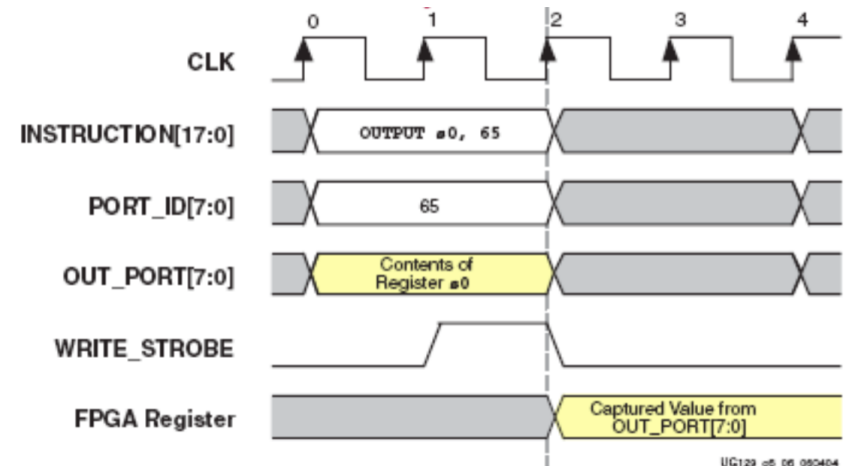 0 1 2 3 4
CLK
INSTRUCTION[17:0]
OUTPUT s0, 65
PORT_ID[7:0]
65
OUT_PORT[7:0]
Contents of
Register s0
WRITE_STROBE
FPGA Register
Captured Value from
OUT_PORT[7:0]
UG129_c6_06_060404